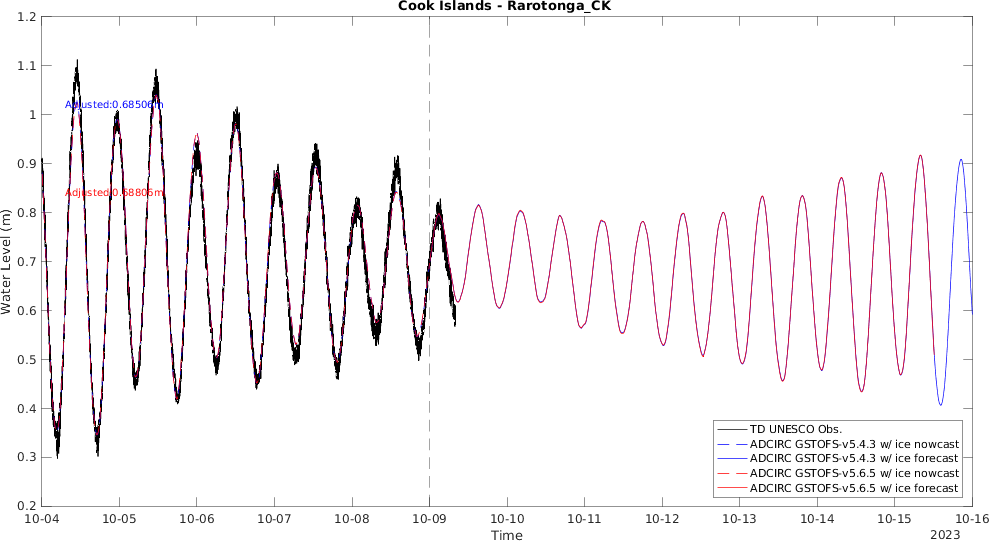 Cook Islands - Rarotonga_CK
1.2
1.1
1
0.9
0.8
0.7
0.6
0.5
0.4
0.3
0.2
Water Level (m)
Adjusted:0.68506m
Adjusted:0.68806m
TD UNESCO Obs.
ADCIRC GSTOFS-v5.4.3 w/ ice nowcast
ADCIRC GSTOFS-v5.4.3 w/ ice forecast
ADCIRC GSTOFS-v5.6.5 w/ ice nowcast
ADCIRC GSTOFS-v5.6.5 w/ ice forecast
10-04 10-05 10-06 10-07 10-08 10-09 10-10 10-11 10-12 10-13 10-14 10-15 10-16
Time
2023